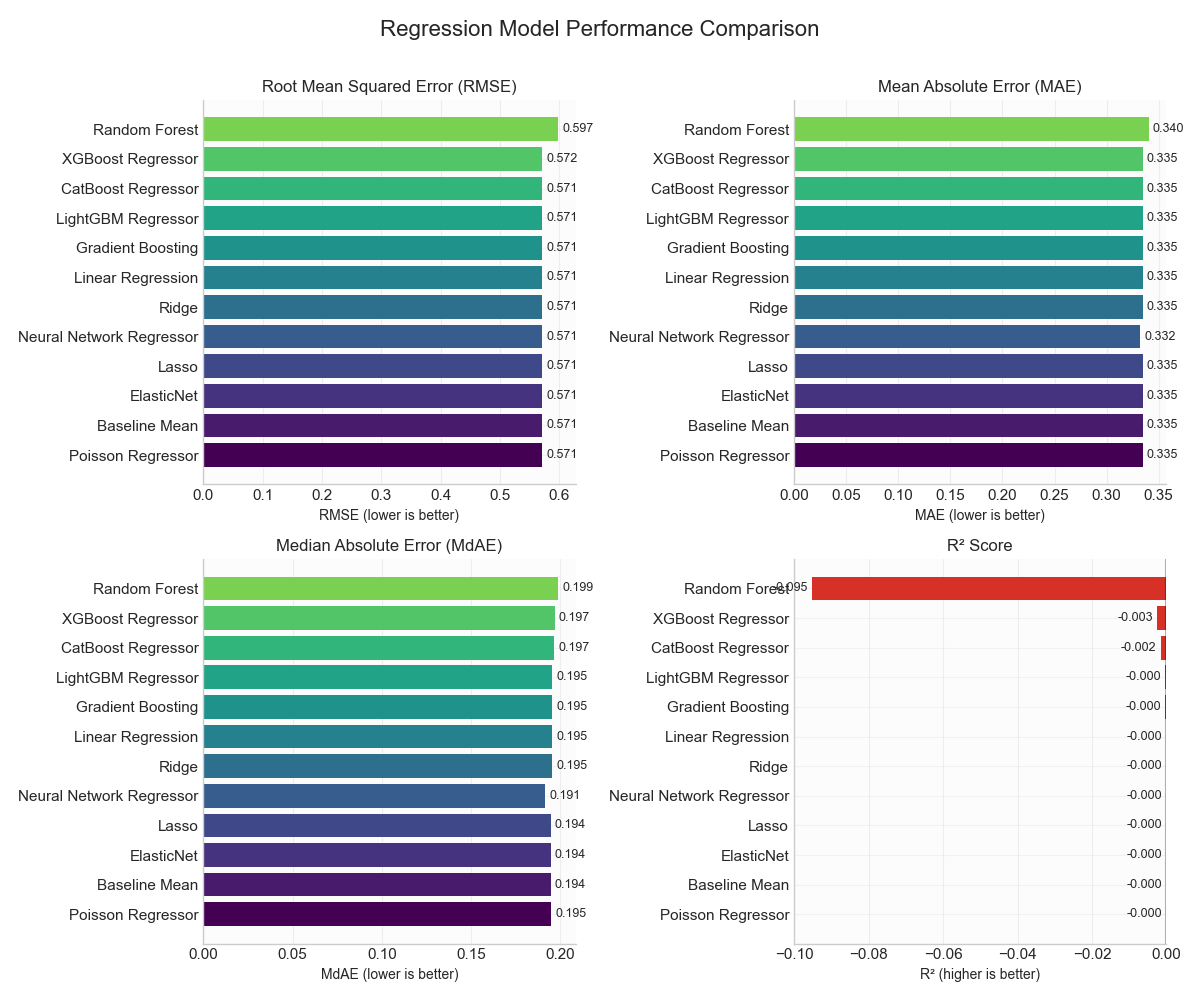 Regression Model Performance Comparison
Root Mean Squared Error (RMSE)
Random Forest 0.597
XGBoost Regressor 0.572
CatBoost Regressor 0.571
LightGBM Regressor 0.571
Gradient Boosting 0.571
Linear Regression 0.571
Ridge 0.571
Neural Network Regressor 0.571
Lasso 0.571
ElasticNet 0.571
Baseline Mean 0.571
Poisson Regressor 0.571
0.0 0.1 0.2 0.3 0.4 0.5 0.6
RMSE (lower is better)
Mean Absolute Error (MAE)
Random Forest 0.340
XGBoost Regressor 0.335
CatBoost Regressor 0.335
LightGBM Regressor 0.335
Gradient Boosting 0.335
Linear Regression 0.335
Ridge 0.335
Neural Network Regressor 0.332
Lasso 0.335
ElasticNet 0.335
Baseline Mean 0.335
Poisson Regressor 0.335
0.00 0.05 0.10 0.15 0.20 0.25 0.30 0.35
MAE (lower is better)
Median Absolute Error (MdAE)
Random Forest 0.199
XGBoost Regressor 0.197
CatBoost Regressor 0.197
LightGBM Regressor 0.195
Gradient Boosting 0.195
Linear Regression 0.195
Ridge 0.195
Neural Network Regressor 0.191
Lasso 0.194
ElasticNet 0.194
Baseline Mean 0.194
Poisson Regressor 0.195
0.00 0.05 0.10 0.15 0.20
MdAE (lower is better)
R² Score
Random Forest -0.095
XGBoost Regressor -0.003
CatBoost Regressor -0.002
LightGBM Regressor -0.000
Gradient Boosting -0.000
Linear Regression -0.000
Ridge -0.000
Neural Network Regressor -0.000
Lasso -0.000
ElasticNet -0.000
Baseline Mean -0.000
Poisson Regressor -0.000
−0.10 −0.08 −0.06 −0.04 −0.02 0.00
R² (higher is better)